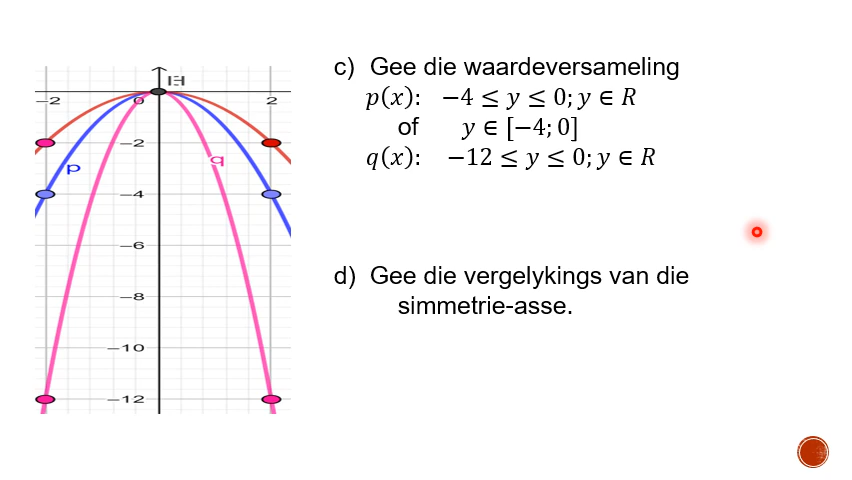 c) Gee die waardeversameling
p(x): −4 ≤ y ≤ 0; y ∈ R
of y ∈ [−4; 0]
q(x): −12 ≤ y ≤ 0; y ∈ R
d) Gee die vergelykings van die
simmetrie-asse.
−2 0 2
−2
p q
−4
−6
−8
−10
−12